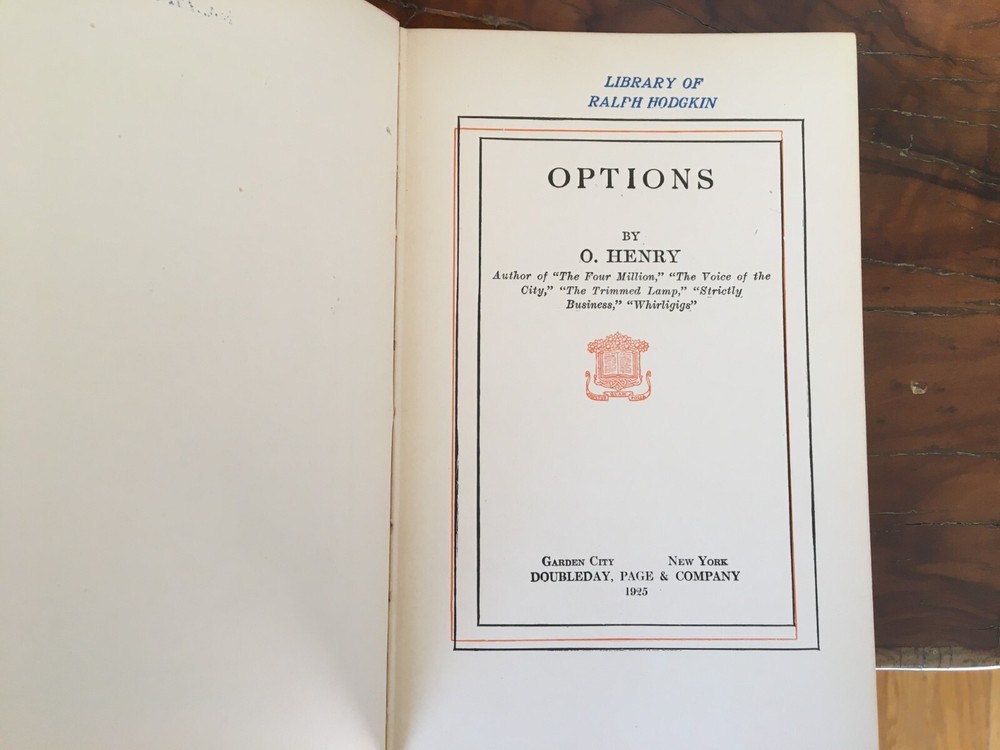 LIBRARY OF
RALPH HODGKIN
OPTIONS
BY
O. HENRY
Author of "The Four Million," "The Voice of the
City," "The Trimmed Lamp," "Strictly
Business," "Whirligigs"
GARDEN CITY NEW YORK
DOUBLEDAY, PAGE & COMPANY
1925